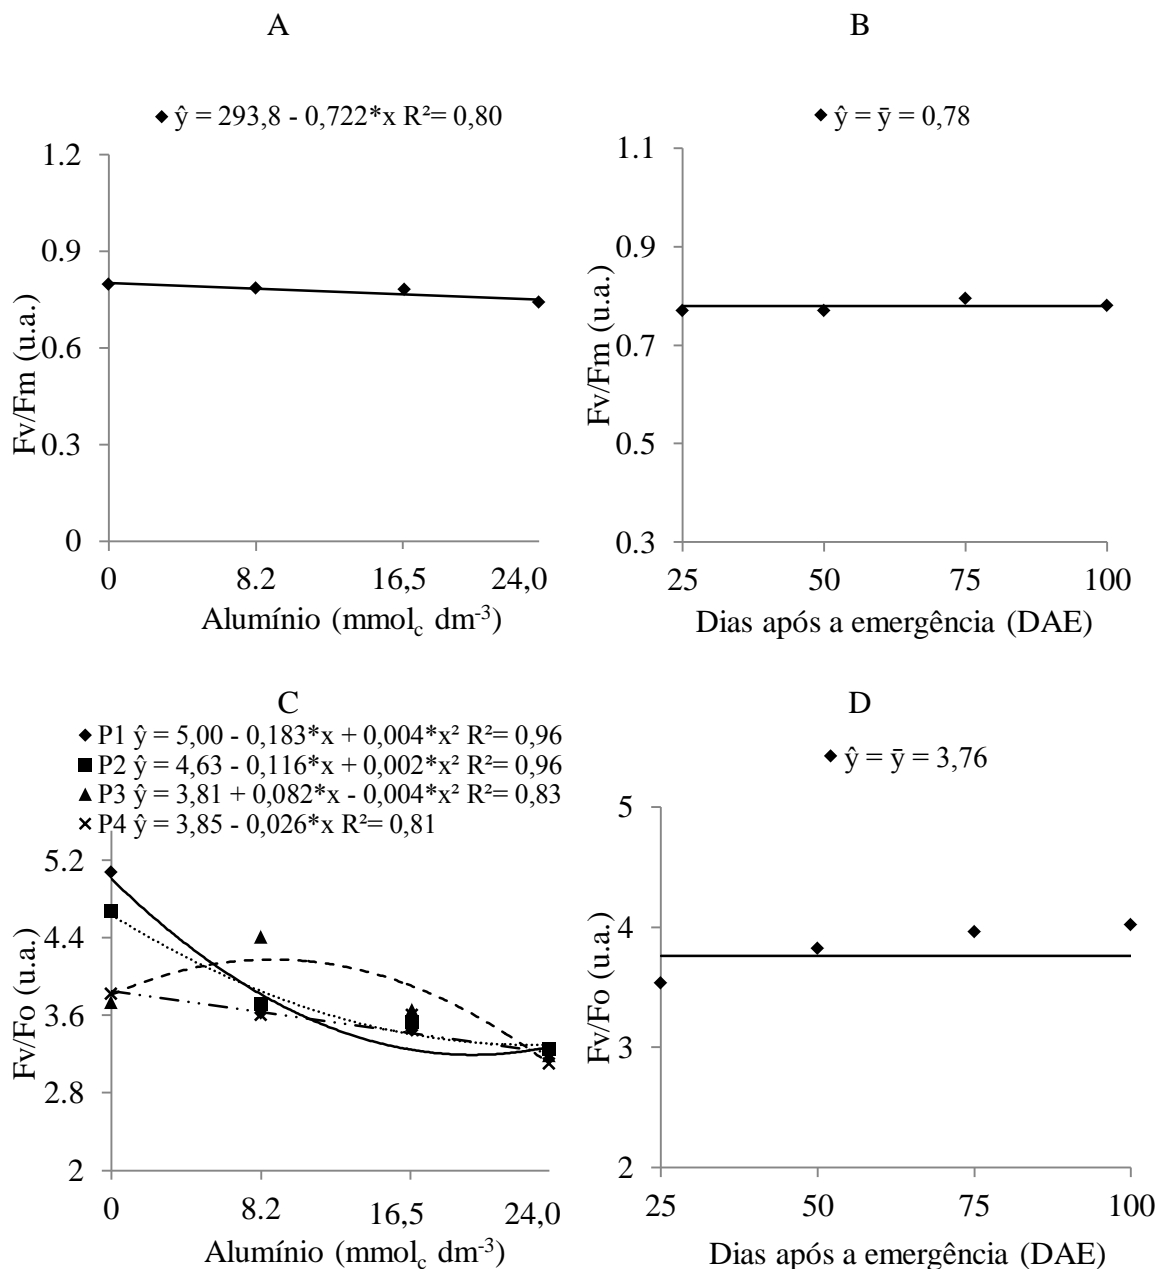 A
♦ ŷ = 293,8 - 0,722*x R²= 0,80
1.2
0.9
0.6
0.3
0
Fv/Fm (u.a.)
0 8.2 16,5 24,0
Alumínio (mmol_c dm⁻³)
B
♦ ŷ = ȳ = 0,78
1.1
0.9
0.7
0.5
0.3
Fv/Fm (u.a.)
25 50 75 100
Dias após a emergência (DAE)
C
♦ P1 ŷ = 5,00 - 0,183*x + 0,004*x² R²= 0,96
■ P2 ŷ = 4,63 - 0,116*x + 0,002*x² R²= 0,96
▲ P3 ŷ = 3,81 + 0,082*x - 0,004*x² R²= 0,83
× P4 ŷ = 3,85 - 0,026*x R²= 0,81
5.2
4.4
3.6
2.8
2
Fv/Fo (u.a.)
0 8.2 16,5 24,0
Alumínio (mmol_c dm⁻³)
D
♦ ŷ = ȳ = 3,76
5
4
3
2
Fv/Fo (u.a.)
25 50 75 100
Dias após a emergência (DAE)